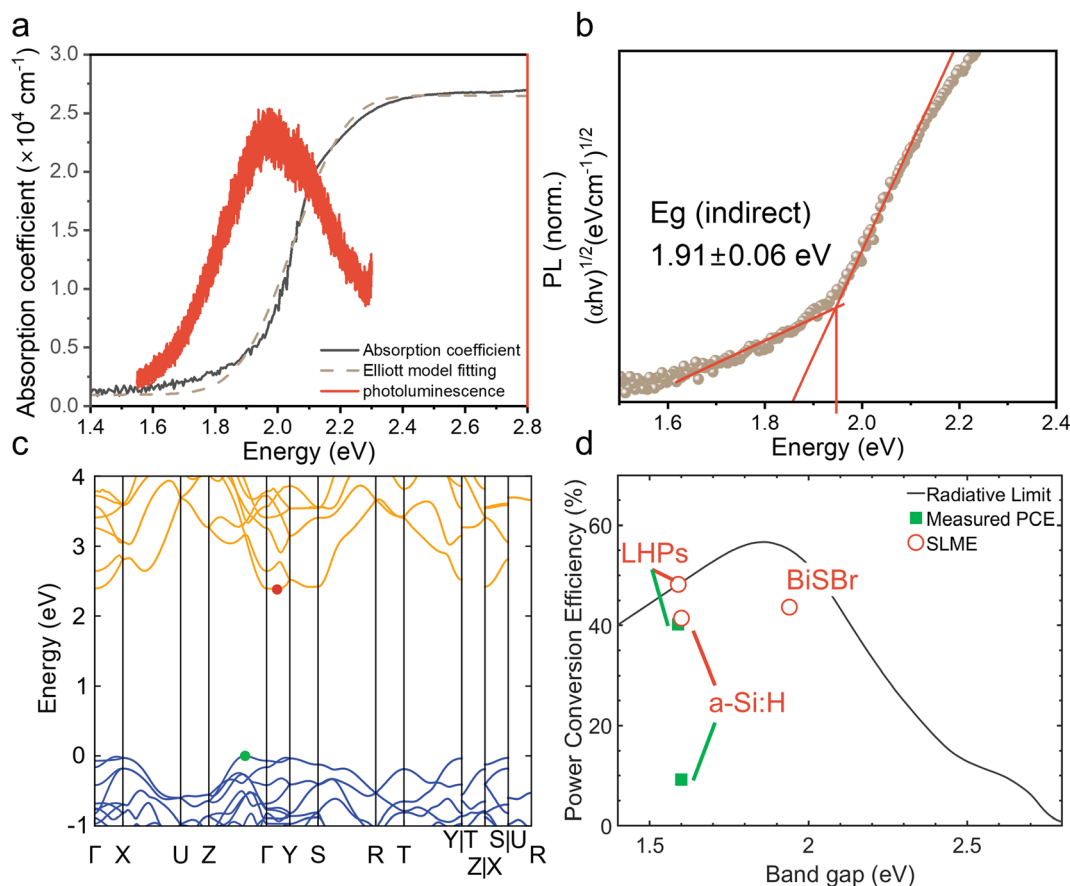 a
Absorption coefficient (×10⁴ cm⁻¹)
3.0
2.5
2.0
1.5
1.0
0.5
0.0
Absorption coefficient
Elliott model fitting
photoluminescence
1.4 1.6 1.8 2.0 2.2 2.4 2.6 2.8
Energy (eV)
PL (norm.)
b
(αhν)¹/²(eVcm⁻¹)¹/²
Eg (indirect)
1.91±0.06 eV
1.6 1.8 2.0 2.2 2.4
Energy (eV)
c
Energy (eV)
4
3
2
1
0
-1
Γ X U Z Γ Y S R T Y|T Z|X S|U R
d
Power Conversion Efficiency (%)
60
40
20
0
Radiative Limit
Measured PCE
SLME
LHPs
BiSBr
a-Si:H
1.5 2 2.5
Band gap (eV)